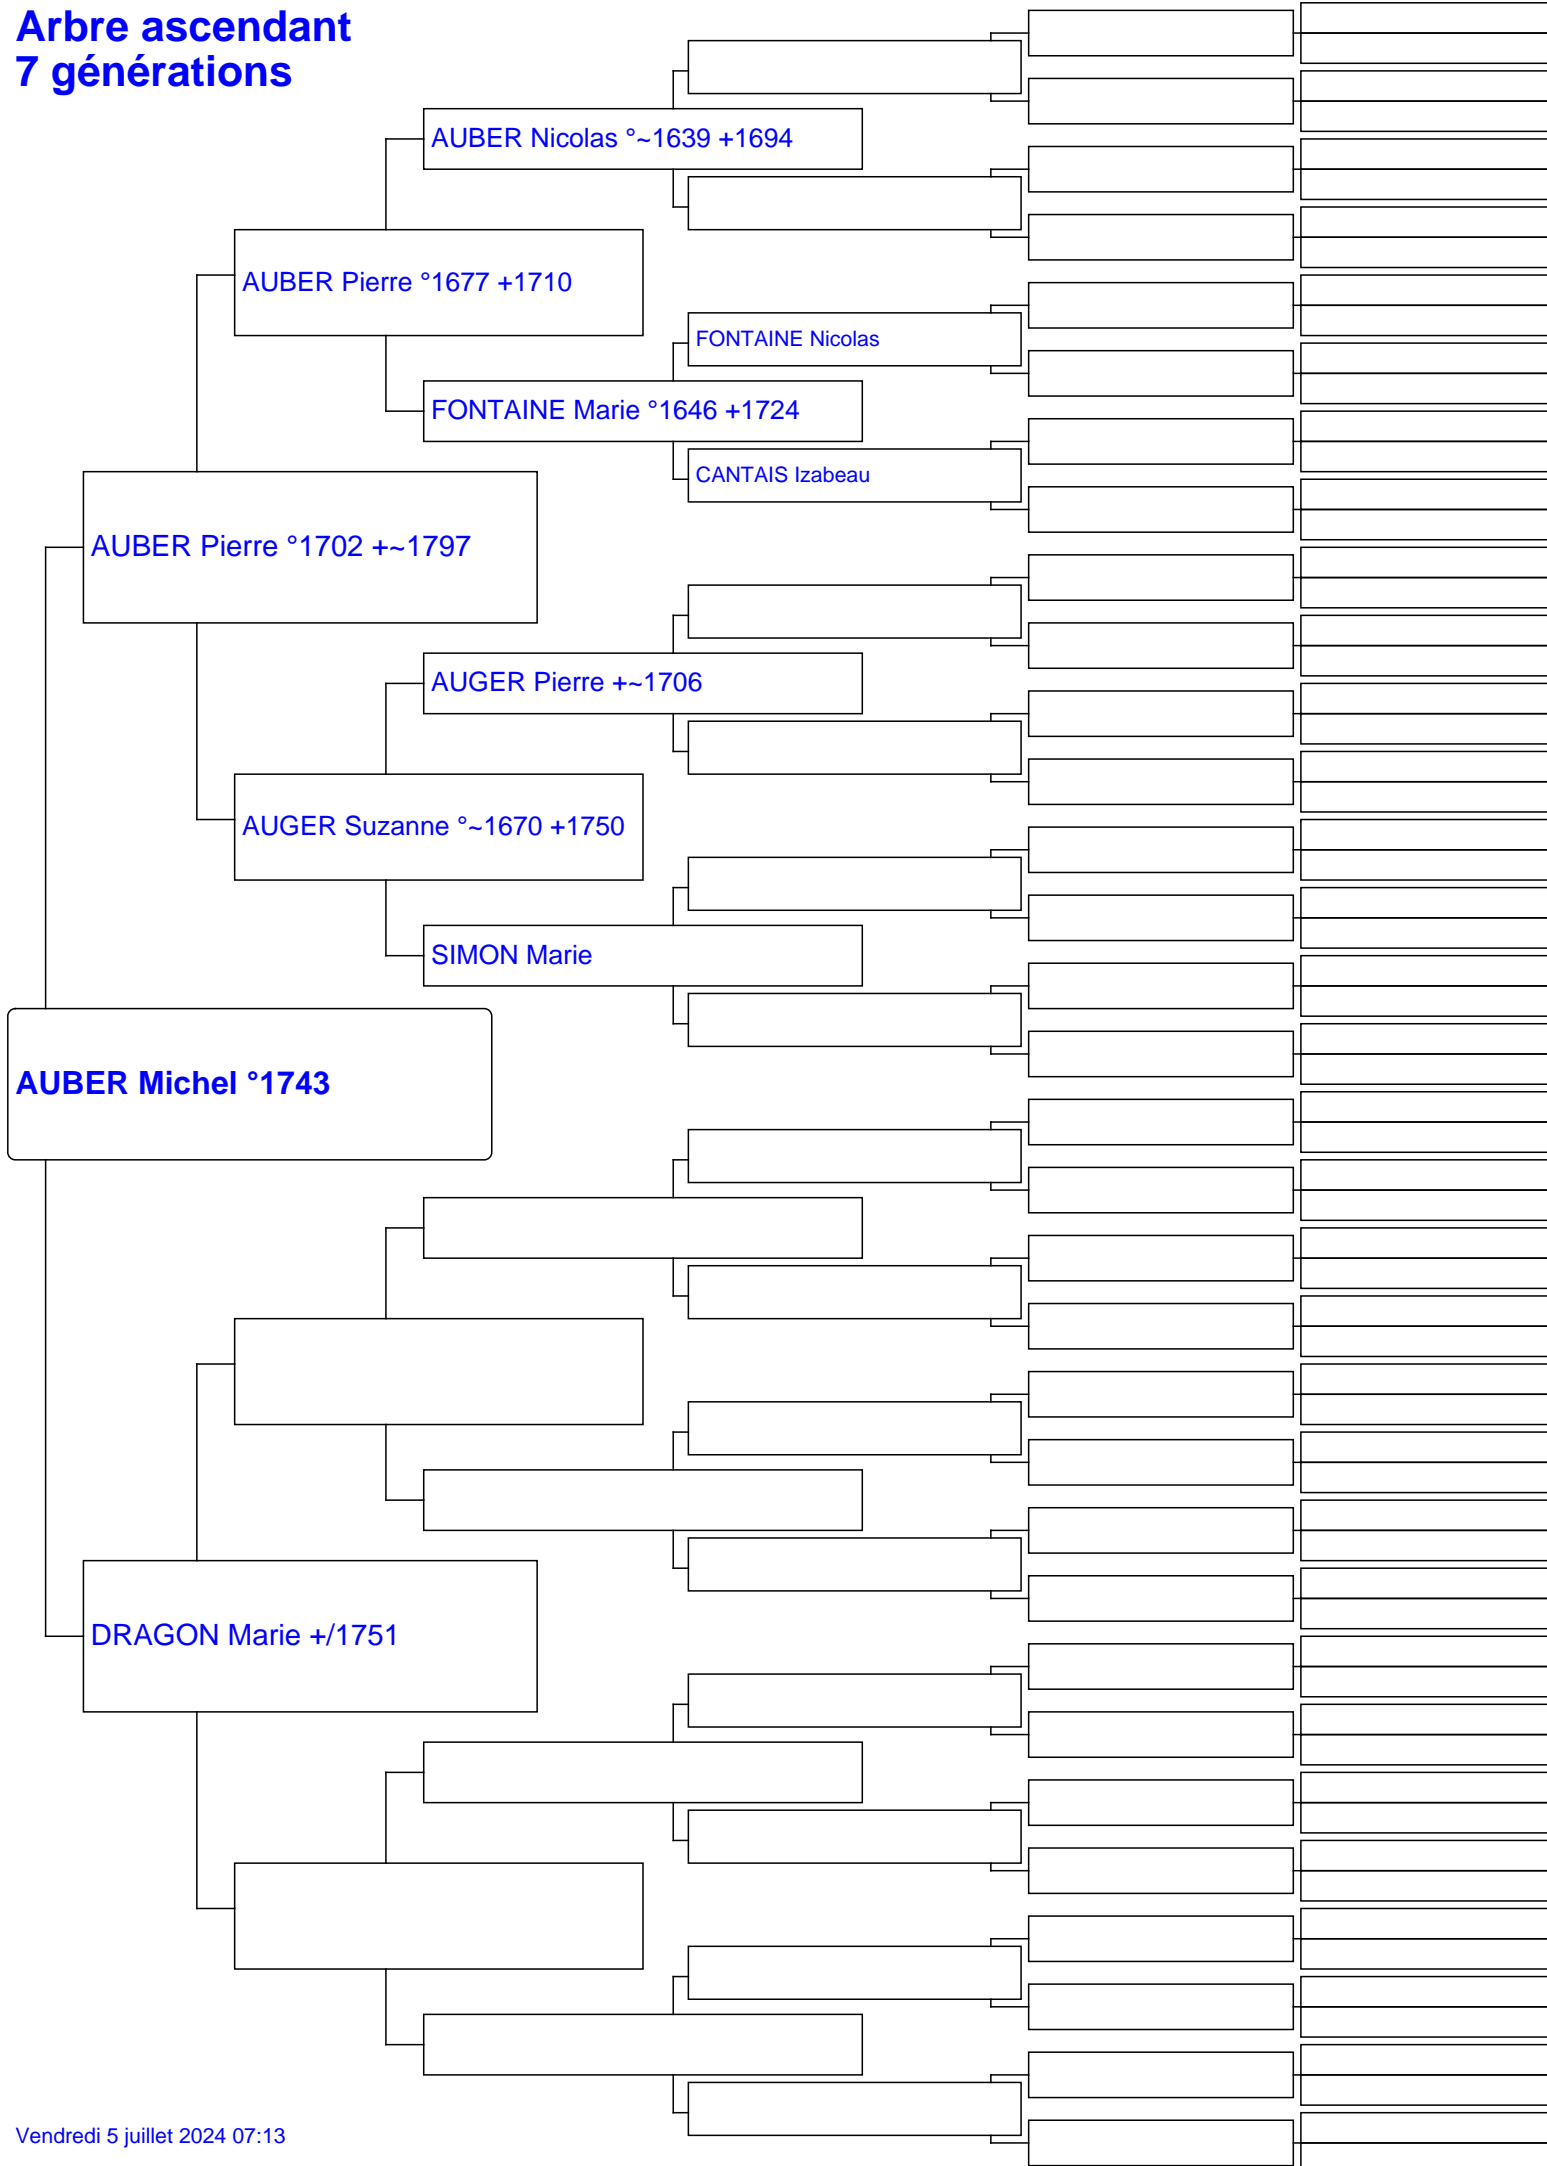 Arbre ascendant
7 générations
AUBER Nicolas °~1639 +1694
AUBER Pierre °1677 +1710
FONTAINE Nicolas
FONTAINE Marie °1646 +1724
CANTAIS Izabeau
AUBER Pierre °1702 +~1797
AUGER Pierre +~1706
AUGER Suzanne °~1670 +1750
SIMON Marie
AUBER Michel °1743
DRAGON Marie +/1751
Vendredi 5 juillet 2024 07:13